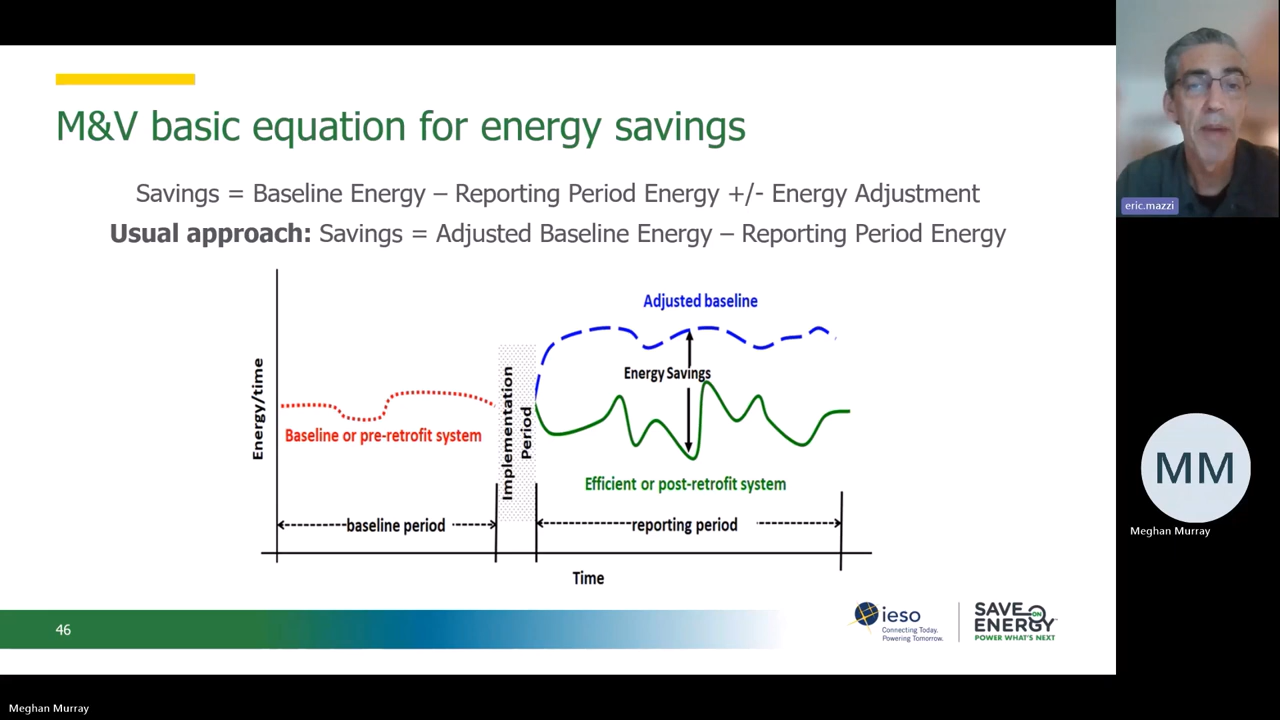 M&V basic equation for energy savings
Savings = Baseline Energy – Reporting Period Energy +/- Energy Adjustment
Usual approach: Savings = Adjusted Baseline Energy – Reporting Period Energy
Adjusted baseline
Energy Savings
Energy/time
Baseline or pre-retrofit system
Implementation
Period
Efficient or post-retrofit system
baseline period
reporting period
Time
46
ieso
Connecting Today.
Powering Tomorrow.
SAVE ON
ENERGY
POWER WHAT'S NEXT
eric.mazzi
MM
Meghan Murray
Meghan Murray